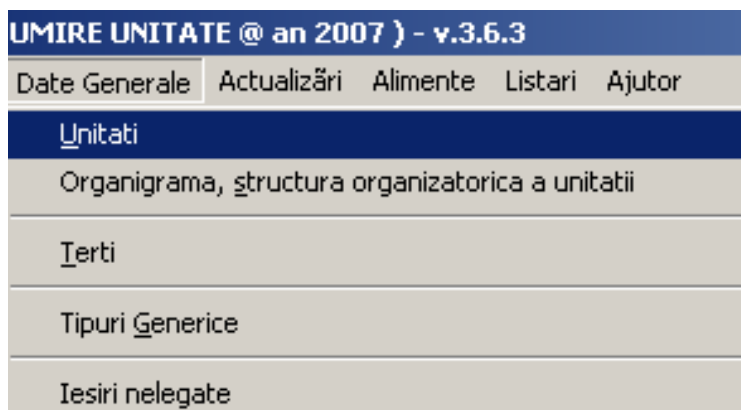 UMIRE UNITATE @ an 2007 ) - v.3.6.3
Date Generale Actualizãri Alimente Listari Ajutor
Unitati
Organigrama, structura organizatorica a unitatii
Terti
Tipuri Generice
Iesiri nelegate